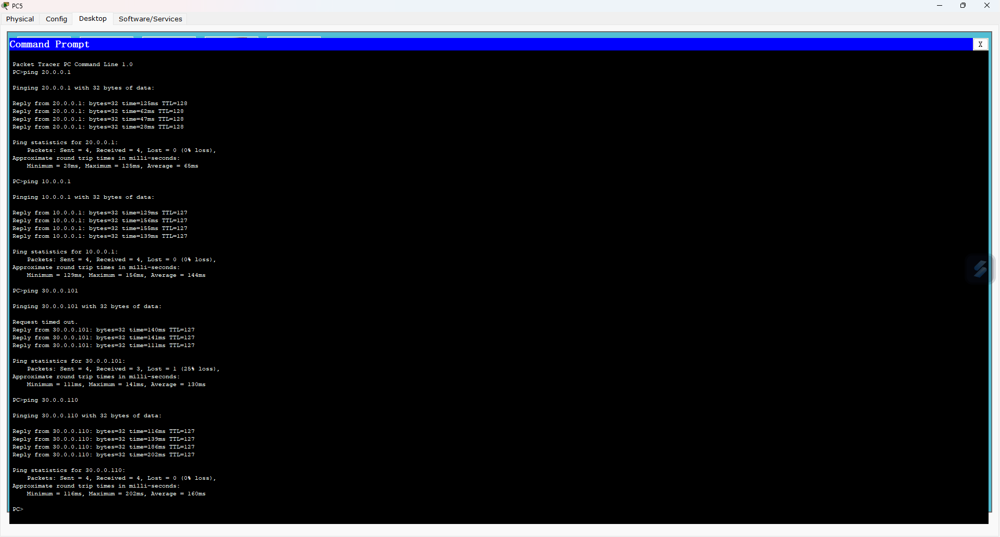 PC5
Physical Config Desktop Software/Services
Command Prompt X
Packet Tracer PC Command Line 1.0
PC>ping 20.0.0.1
Pinging 20.0.0.1 with 32 bytes of data:
Reply from 20.0.0.1: bytes=32 time=125ms TTL=128
Reply from 20.0.0.1: bytes=32 time=62ms TTL=128
Reply from 20.0.0.1: bytes=32 time=47ms TTL=128
Reply from 20.0.0.1: bytes=32 time=28ms TTL=128
Ping statistics for 20.0.0.1:
    Packets: Sent = 4, Received = 4, Lost = 0 (0% loss),
Approximate round trip times in milli-seconds:
    Minimum = 28ms, Maximum = 125ms, Average = 65ms
PC>ping 10.0.0.1
Pinging 10.0.0.1 with 32 bytes of data:
Reply from 10.0.0.1: bytes=32 time=129ms TTL=127
Reply from 10.0.0.1: bytes=32 time=156ms TTL=127
Reply from 10.0.0.1: bytes=32 time=155ms TTL=127
Reply from 10.0.0.1: bytes=32 time=139ms TTL=127
Ping statistics for 10.0.0.1:
    Packets: Sent = 4, Received = 4, Lost = 0 (0% loss),
Approximate round trip times in milli-seconds:
    Minimum = 129ms, Maximum = 156ms, Average = 144ms
PC>ping 30.0.0.101
Pinging 30.0.0.101 with 32 bytes of data:
Request timed out.
Reply from 30.0.0.101: bytes=32 time=140ms TTL=127
Reply from 30.0.0.101: bytes=32 time=141ms TTL=127
Reply from 30.0.0.101: bytes=32 time=111ms TTL=127
Ping statistics for 30.0.0.101:
    Packets: Sent = 4, Received = 3, Lost = 1 (25% loss),
Approximate round trip times in milli-seconds:
    Minimum = 111ms, Maximum = 141ms, Average = 130ms
PC>ping 30.0.0.110
Pinging 30.0.0.110 with 32 bytes of data:
Reply from 30.0.0.110: bytes=32 time=116ms TTL=127
Reply from 30.0.0.110: bytes=32 time=139ms TTL=127
Reply from 30.0.0.110: bytes=32 time=186ms TTL=127
Reply from 30.0.0.110: bytes=32 time=202ms TTL=127
Ping statistics for 30.0.0.110:
    Packets: Sent = 4, Received = 4, Lost = 0 (0% loss),
Approximate round trip times in milli-seconds:
    Minimum = 116ms, Maximum = 202ms, Average = 160ms
PC>